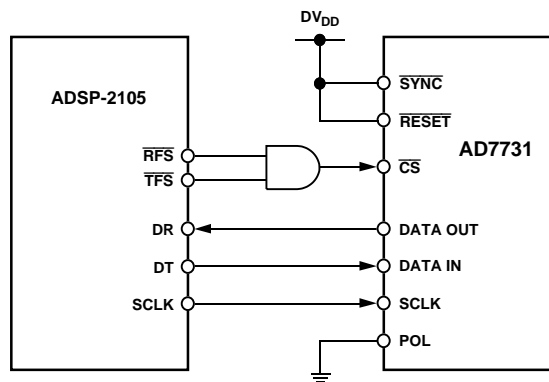 DVDD
ADSP-2105
RFS
TFS
DR
DT
SCLK
SYNC
RESET
AD7731
CS
DATA OUT
DATA IN
SCLK
POL